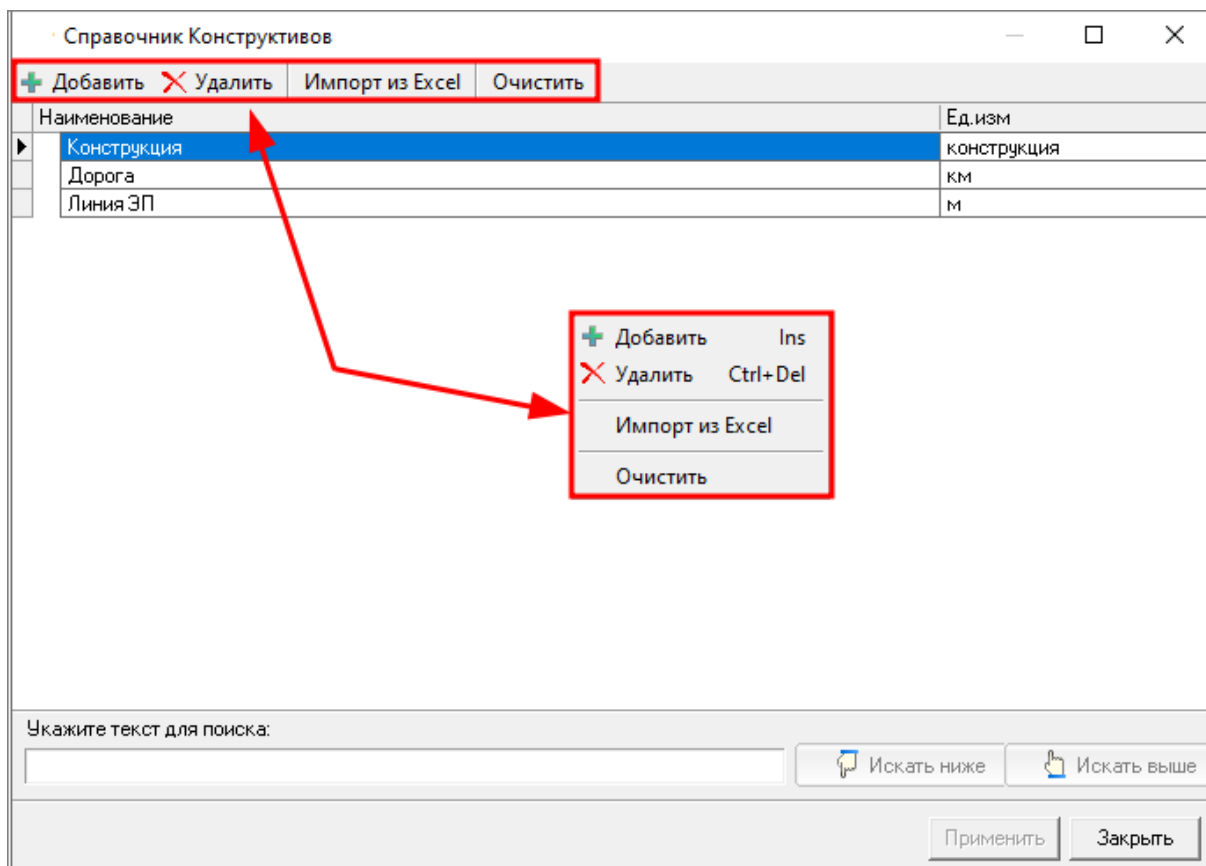 Справочник Конструктивов
Добавить Удалить Импорт из Excel Очистить
Наименование Ед.изм
Конструкция конструкция
Дорога км
Линия ЭП м
Добавить Ins
Удалить Ctrl+Del
Импорт из Excel
Очистить
Укажите текст для поиска:
Искать ниже Искать выше
Применить Закрыть